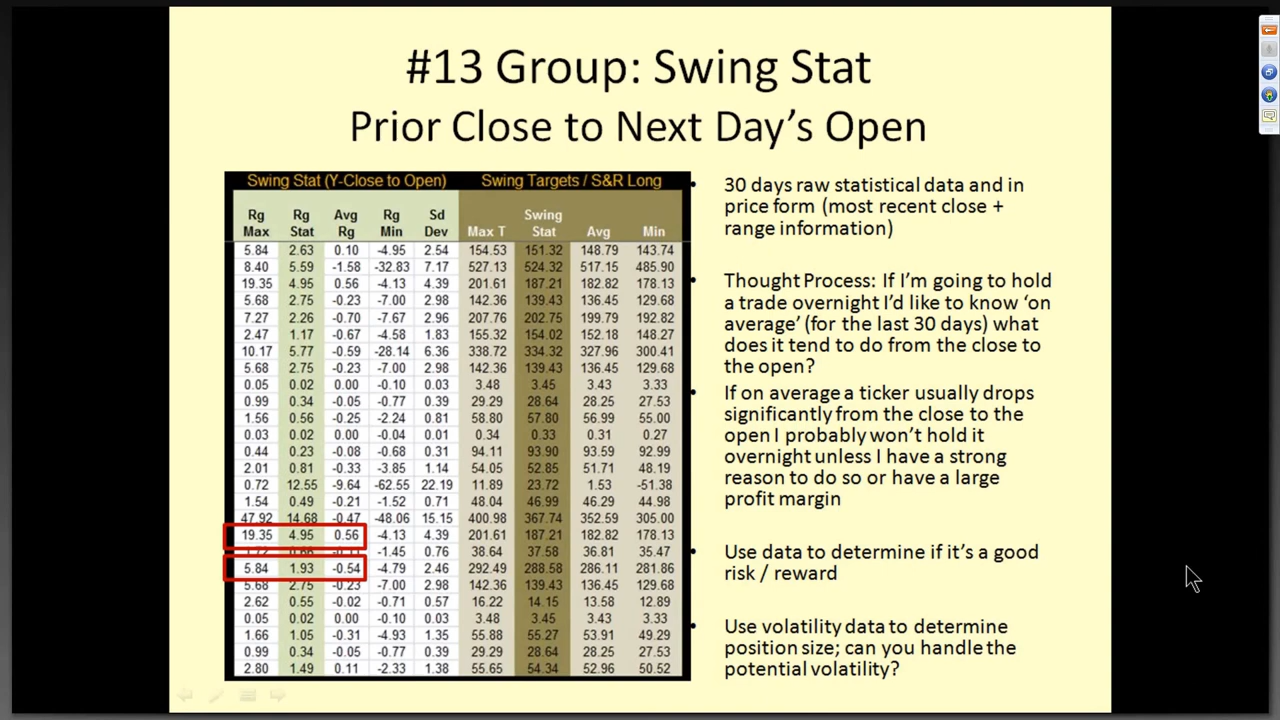 #13 Group: Swing Stat
Prior Close to Next Day's Open
Swing Stat (Y-Close to Open) Swing Targets / S&R Long
Rg Rg Avg Rg Sd Swing
Max Stat Rg Min Dev Max T Stat Avg Min
5.84 2.63 0.10 -4.95 2.54 154.53 151.32 148.79 143.74
8.40 5.59 -1.58 -32.83 7.17 527.13 524.32 517.15 485.90
19.35 4.95 0.56 -4.13 4.39 201.61 187.21 182.82 178.13
5.68 2.75 -0.23 -7.00 2.98 142.36 139.43 136.45 129.68
7.27 2.26 -0.70 -7.67 2.96 207.76 202.75 199.79 192.82
2.47 1.17 -0.67 -4.58 1.83 155.32 154.02 152.18 148.27
10.17 5.77 -0.59 -28.14 6.36 338.72 334.32 327.96 300.41
5.68 2.75 -0.23 -7.00 2.98 142.36 139.43 136.45 129.68
0.05 0.02 0.00 -0.10 0.03 3.48 3.45 3.43 3.33
0.99 0.34 -0.05 -0.77 0.39 29.29 28.64 28.25 27.53
1.56 0.56 -0.25 -2.24 0.81 58.80 57.80 56.99 55.00
0.03 0.02 0.00 -0.04 0.01 0.34 0.33 0.31 0.27
0.44 0.23 -0.08 -0.68 0.31 94.11 93.90 93.59 92.99
2.01 0.81 -0.33 -3.85 1.14 54.05 52.85 51.71 48.19
0.72 12.55 -9.64 -62.55 22.19 11.89 23.72 1.53 -51.38
1.54 0.49 -0.21 -1.52 0.71 48.04 46.99 46.29 44.98
47.92 14.68 -0.47 -48.06 15.15 400.98 367.74 352.59 305.00
19.35 4.95 0.56 -4.13 4.39 201.61 187.21 182.82 178.13
-1.45 0.76 38.64 37.58 36.81 35.47
5.84 1.93 -0.54 -4.79 2.46 292.49 288.58 286.11 281.86
5.68 2.75 -0.23 -7.00 2.98 142.36 139.43 136.45 129.68
2.62 0.55 -0.02 -0.71 0.57 16.22 14.15 13.58 12.89
0.05 0.02 0.00 -0.10 0.03 3.48 3.45 3.43 3.33
1.66 1.05 -0.31 -4.93 1.35 55.88 55.27 53.91 49.29
0.99 0.34 -0.05 -0.77 0.39 29.29 28.64 28.25 27.53
2.80 1.49 0.11 -2.33 1.38 55.65 54.34 52.96 50.52
• 30 days raw statistical data and in
price form (most recent close +
range information)
• Thought Process: If I'm going to hold
a trade overnight I'd like to know 'on
average' (for the last 30 days) what
does it tend to do from the close to
the open?
• If on average a ticker usually drops
significantly from the close to the
open I probably won't hold it
overnight unless I have a strong
reason to do so or have a large
profit margin
• Use data to determine if it's a good
risk / reward
• Use volatility data to determine
position size; can you handle the
potential volatility?